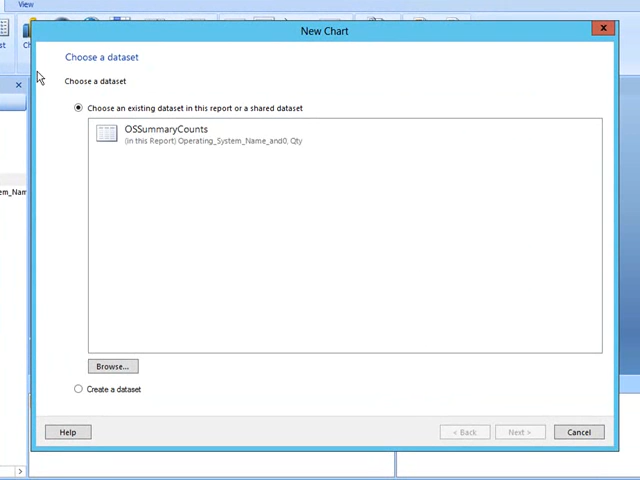 View
New Chart
Choose a dataset
Choose a dataset
Choose an existing dataset in this report or a shared dataset
OSSummaryCounts
(in this Report) Operating_System_Name_and0, Qty
em_Nam
Browse...
Create a dataset
Help
< Back
Next >
Cancel